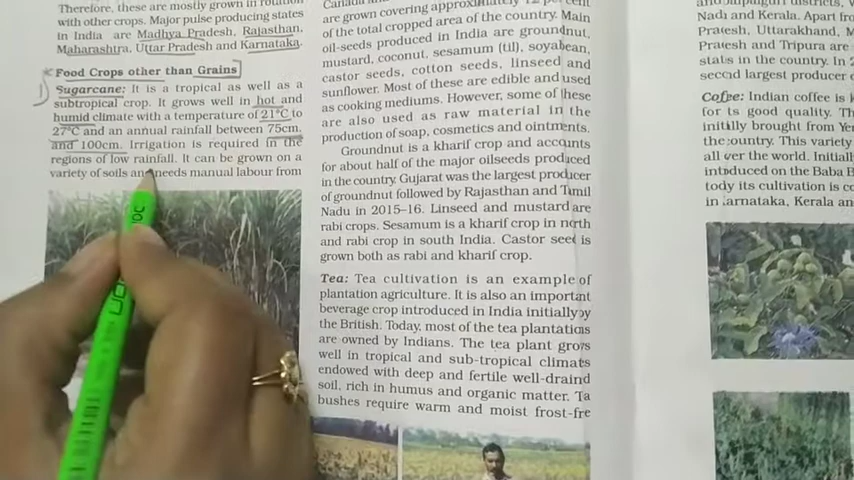 Therefore, these are mostly grown in rotation
with other crops. Major pulse producing states
in India are Madhya Pradesh, Rajasthan,
Maharashtra, Uttar Pradesh and Karnataka.
Food Crops other than Grains
Sugarcane: It is a tropical as well as a
subtropical crop. It grows well in hot and
humid climate with a temperature of 21°C to
27°C and an annual rainfall between 75cm.
and 100cm. Irrigation is required in the
regions of low rainfall. It can be grown on a
variety of soils and needs manual labour from
are grown covering approximately 12 per cent
of the total cropped area of the country. Main
oil-seeds produced in India are groundnut,
mustard, coconut, sesamum (til), soyabean,
castor seeds, cotton seeds, linseed and
sunflower. Most of these are edible and used
as cooking mediums. However, some of these
are also used as raw material in the
production of soap, cosmetics and ointments.
Groundnut is a kharif crop and accounts
for about half of the major oilseeds produced
in the country. Gujarat was the largest producer
of groundnut followed by Rajasthan and Tamil
Nadu in 2015–16. Linseed and mustard are
rabi crops. Sesamum is a kharif crop in north
and rabi crop in south India. Castor seed is
grown both as rabi and kharif crop.
Tea: Tea cultivation is an example of
plantation agriculture. It is also an important
beverage crop introduced in India initially by
the British. Today, most of the tea plantations
are owned by Indians. The tea plant grows
well in tropical and sub-tropical climates
endowed with deep and fertile well-draind
soil, rich in humus and organic matter. Ta
bushes require warm and moist frost-fre
Nadu and Kerala. Apart from
Pradesh, Uttarakhand,
Pradesh and Tripura are
states in the country. In 2
second largest producer
Coffee: Indian coffee is
for its good quality. The
initially brought from Yem
the country. This variety
all over the world. Initially
introduced on the Baba B
today its cultivation is co
in Karnataka, Kerala an